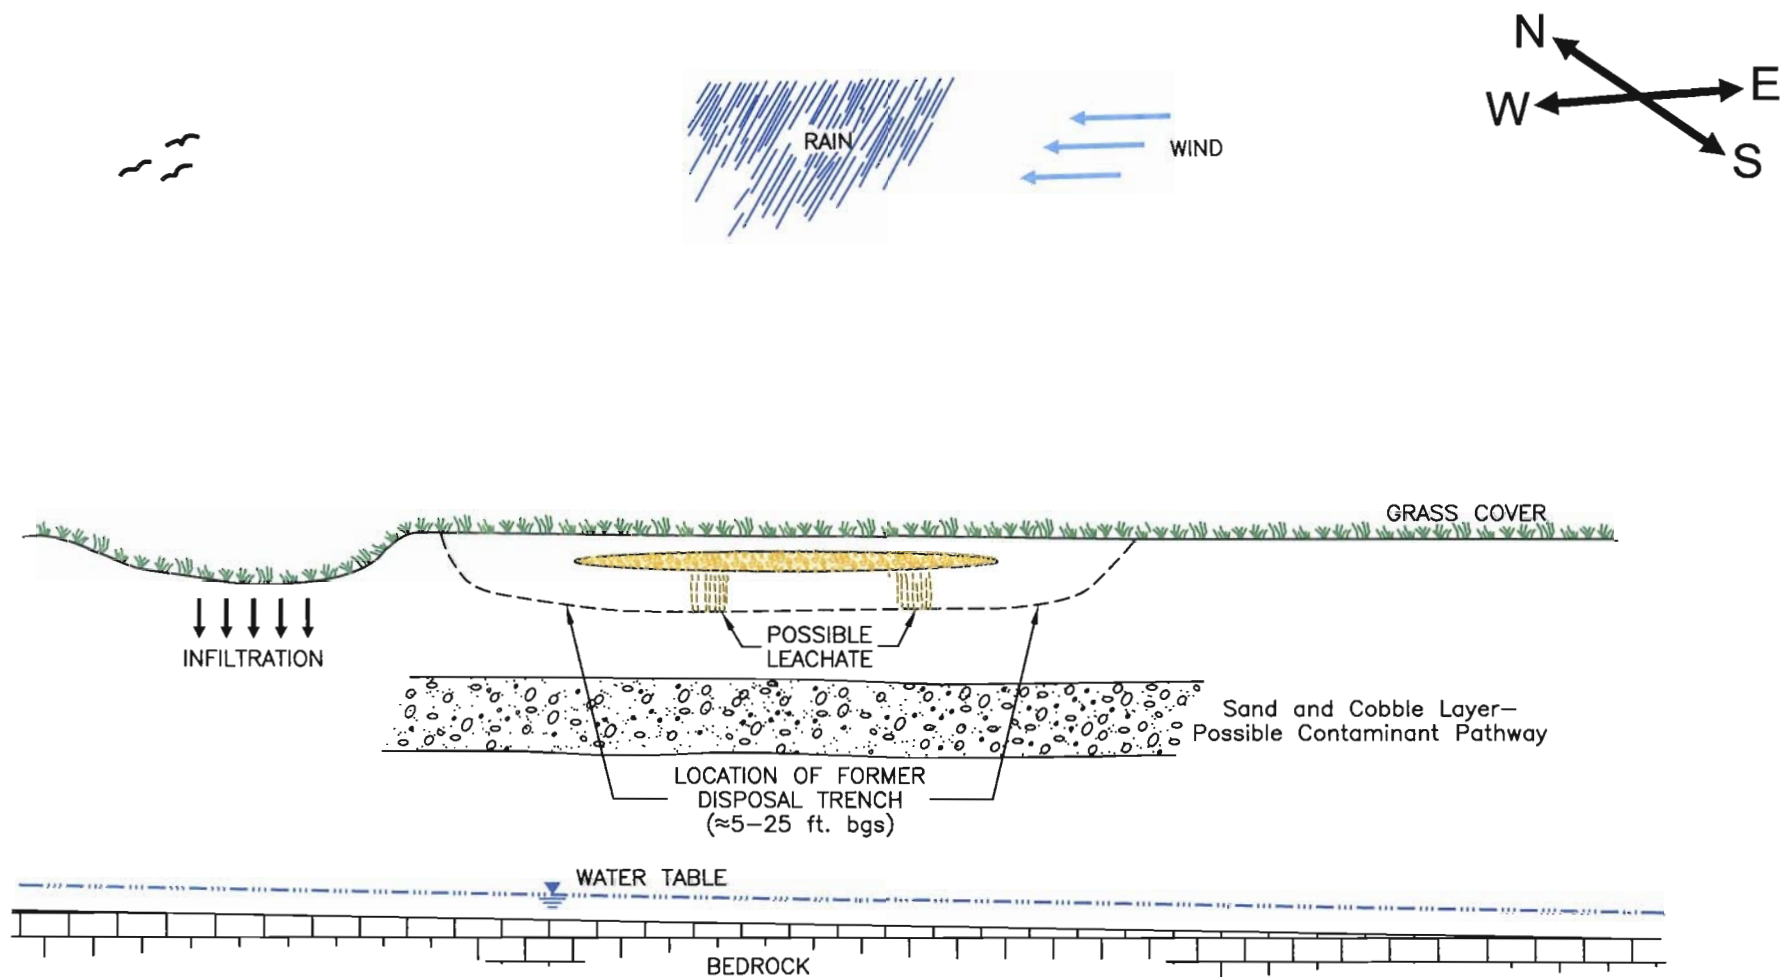 N
W
E
S
RAIN
WIND
GRASS COVER
INFILTRATION
POSSIBLE
LEACHATE
Sand and Cobble Layer—
Possible Contaminant Pathway
LOCATION OF FORMER
DISPOSAL TRENCH
(≈5–25 ft. bgs)
WATER TABLE
BEDROCK